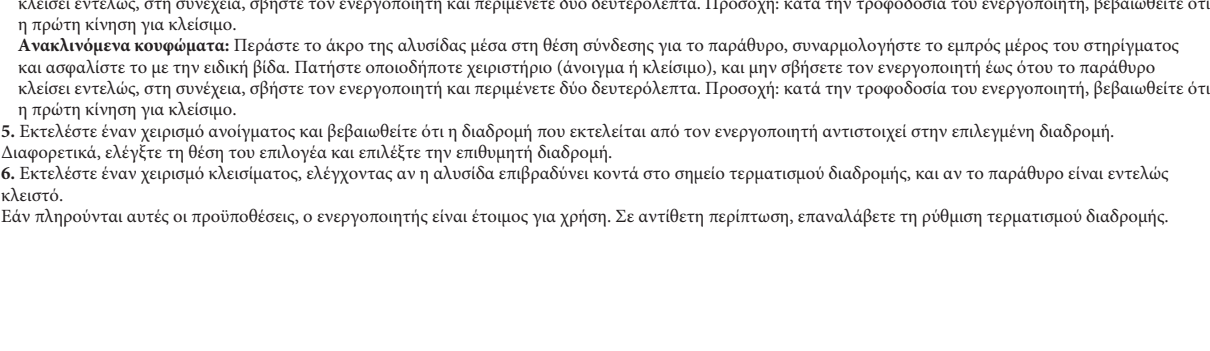 κλείσει εντελώς, στη συνέχεια, σβήστε τον ενεργοποιητή και περιμένετε δύο δευτερόλεπτα. Προσοχή: κατά την τροφοδοσία του ενεργοποιητή, βεβαιωθείτε ότι
η πρώτη κίνηση για κλείσιμο.
Ανακλινόμενα κουφώματα: Περάστε το άκρο της αλυσίδας μέσα στη θέση σύνδεσης για το παράθυρο, συναρμολογήστε το εμπρός μέρος του στηρίγματος
και ασφαλίστε το με την ειδική βίδα. Πατήστε οποιοδήποτε χειριστήριο (άνοιγμα ή κλείσιμο), και μην σβήσετε τον ενεργοποιητή έως ότου το παράθυρο
κλείσει εντελώς, στη συνέχεια, σβήστε τον ενεργοποιητή και περιμένετε δύο δευτερόλεπτα. Προσοχή: κατά την τροφοδοσία του ενεργοποιητή, βεβαιωθείτε ότι
η πρώτη κίνηση για κλείσιμο.
5. Εκτελέστε έναν χειρισμό ανοίγματος και βεβαιωθείτε ότι η διαδρομή που εκτελείται από τον ενεργοποιητή αντιστοιχεί στην επιλεγμένη διαδρομή.
Διαφορετικά, ελέγξτε τη θέση του επιλογέα και επιλέξτε την επιθυμητή διαδρομή.
6. Εκτελέστε έναν χειρισμό κλεισίματος, ελέγχοντας αν η αλυσίδα επιβραδύνει κοντά στο σημείο τερματισμού διαδρομής, και αν το παράθυρο είναι εντελώς
κλειστό.
Εάν πληρούνται αυτές οι προϋποθέσεις, ο ενεργοποιητής είναι έτοιμος για χρήση. Σε αντίθετη περίπτωση, επαναλάβετε τη ρύθμιση τερματισμού διαδρομής.